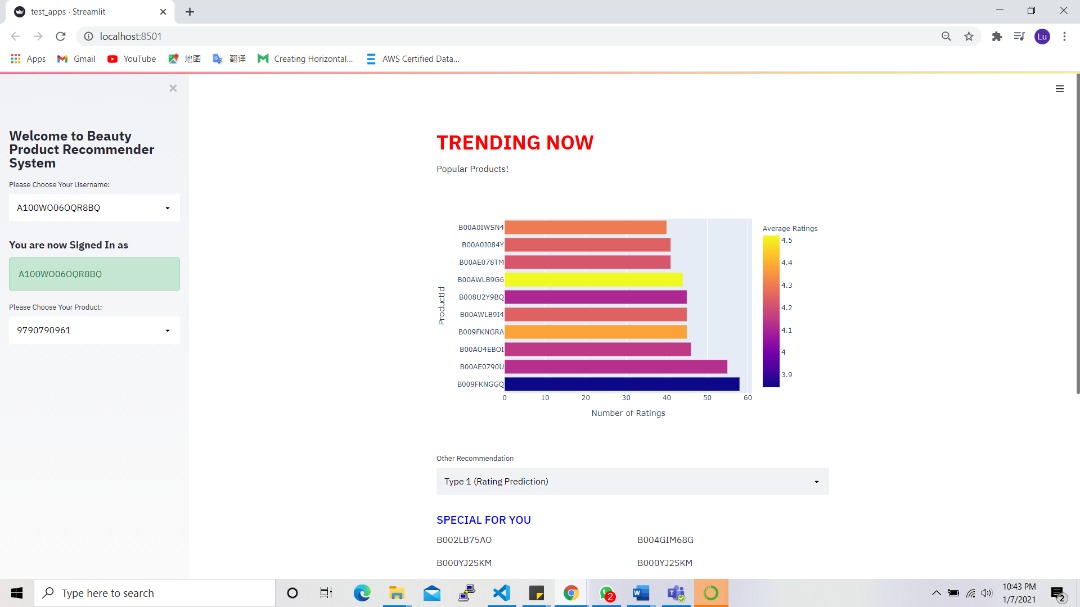 test_apps · Streamlit
localhost:8501
Lu
Apps
Gmail
YouTube
地图
翻译
Creating Horizontal...
AWS Certified Data...
Welcome to Beauty
Product Recommender
System
Please Choose Your Username:
A100WO06OQR8BQ
You are now Signed In as
A100WO06OQR8BQ
Please Choose Your Product:
9790790961
TRENDING NOW
Popular Products!
ProductId
B00A0IWSN4
B00A0I084Y
B00AE078TM
B00AWLB9G6
B008U2Y9BQ
B00AWLB9I4
B009FKNGRA
B00AO4EBOI
B00AE0790U
B009FKNGGQ
0 10 20 30 40 50 60
Number of Ratings
Average Ratings
4.5
4.4
4.3
4.2
4.1
4
3.9
Other Recommendation
Type 1 (Rating Prediction)
SPECIAL FOR YOU
B002LB75AO B004GIM68G
B000YJ2SKM B000YJ2SKM
Type here to search
2
10:43 PM
1/7/2021
2